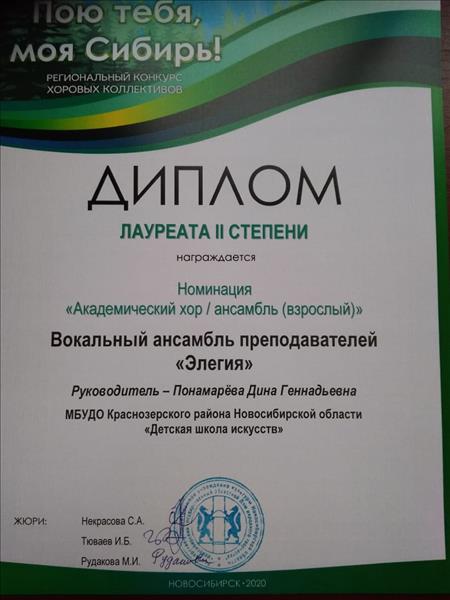 Пою тебя,
моя Сибирь!
РЕГИОНАЛЬНЫЙ КОНКУРС
ХОРОВЫХ КОЛЛЕКТИВОВ
ДИПЛОМ
ЛАУРЕАТА II СТЕПЕНИ
награждается
Номинация
«Академический хор / ансамбль (взрослый)»
Вокальный ансамбль преподавателей
«Элегия»
Руководитель – Понамарёва Дина Геннадьевна
МБУДО Краснозерского района Новосибирской области
«Детская школа искусств»
ЖЮРИ: Некрасова С.А.
Тюваев И.Б.
Рудакова М.И.
НОВОСИБИРСК • 2020